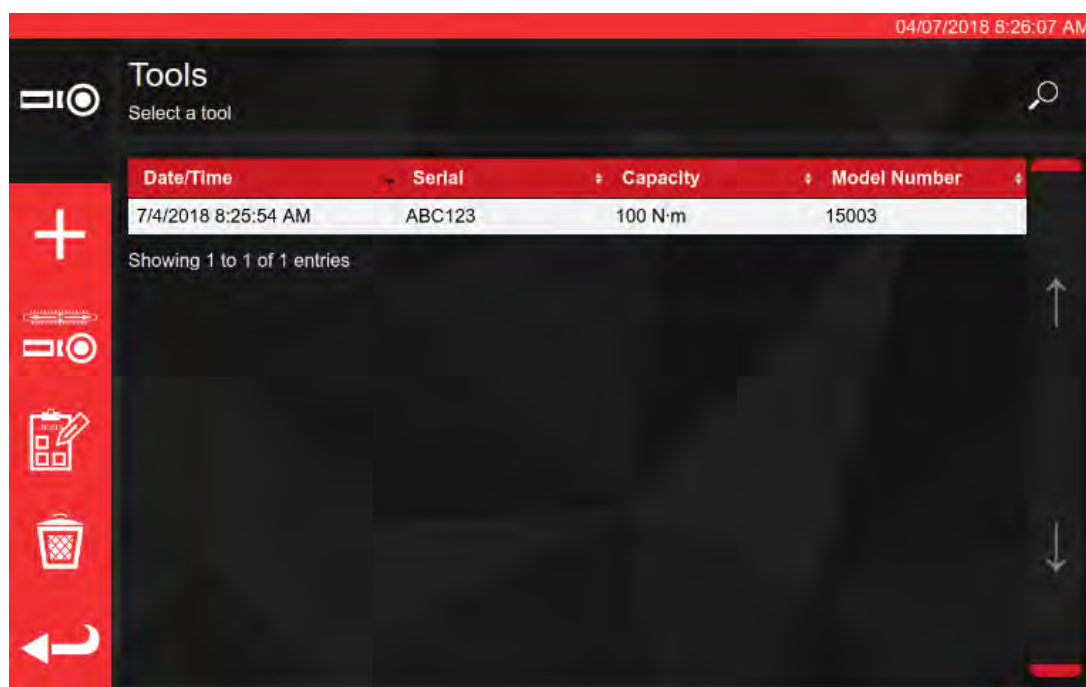 04/07/2018 8:26:07 AM
Tools
Select a tool
Date/Time Serial Capacity Model Number
7/4/2018 8:25:54 AM ABC123 100 N·m 15003
Showing 1 to 1 of 1 entries